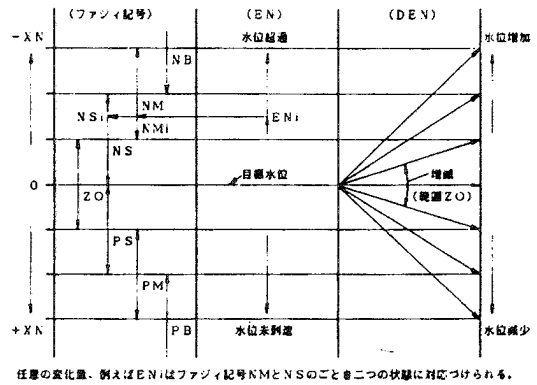 （ファジィ記号） （EN） （DEN）
−XN 水位超過 水位増加
NB
NM
NSi NMi ENi
NS
0 目標水位 増減
ZO （範囲ZO）
PS
PM
+XN PB 水位未到達 水位減少
任意の変化量、例えばENiはファジィ記号NMとNSのごとき二つの状態に対応づけられる。